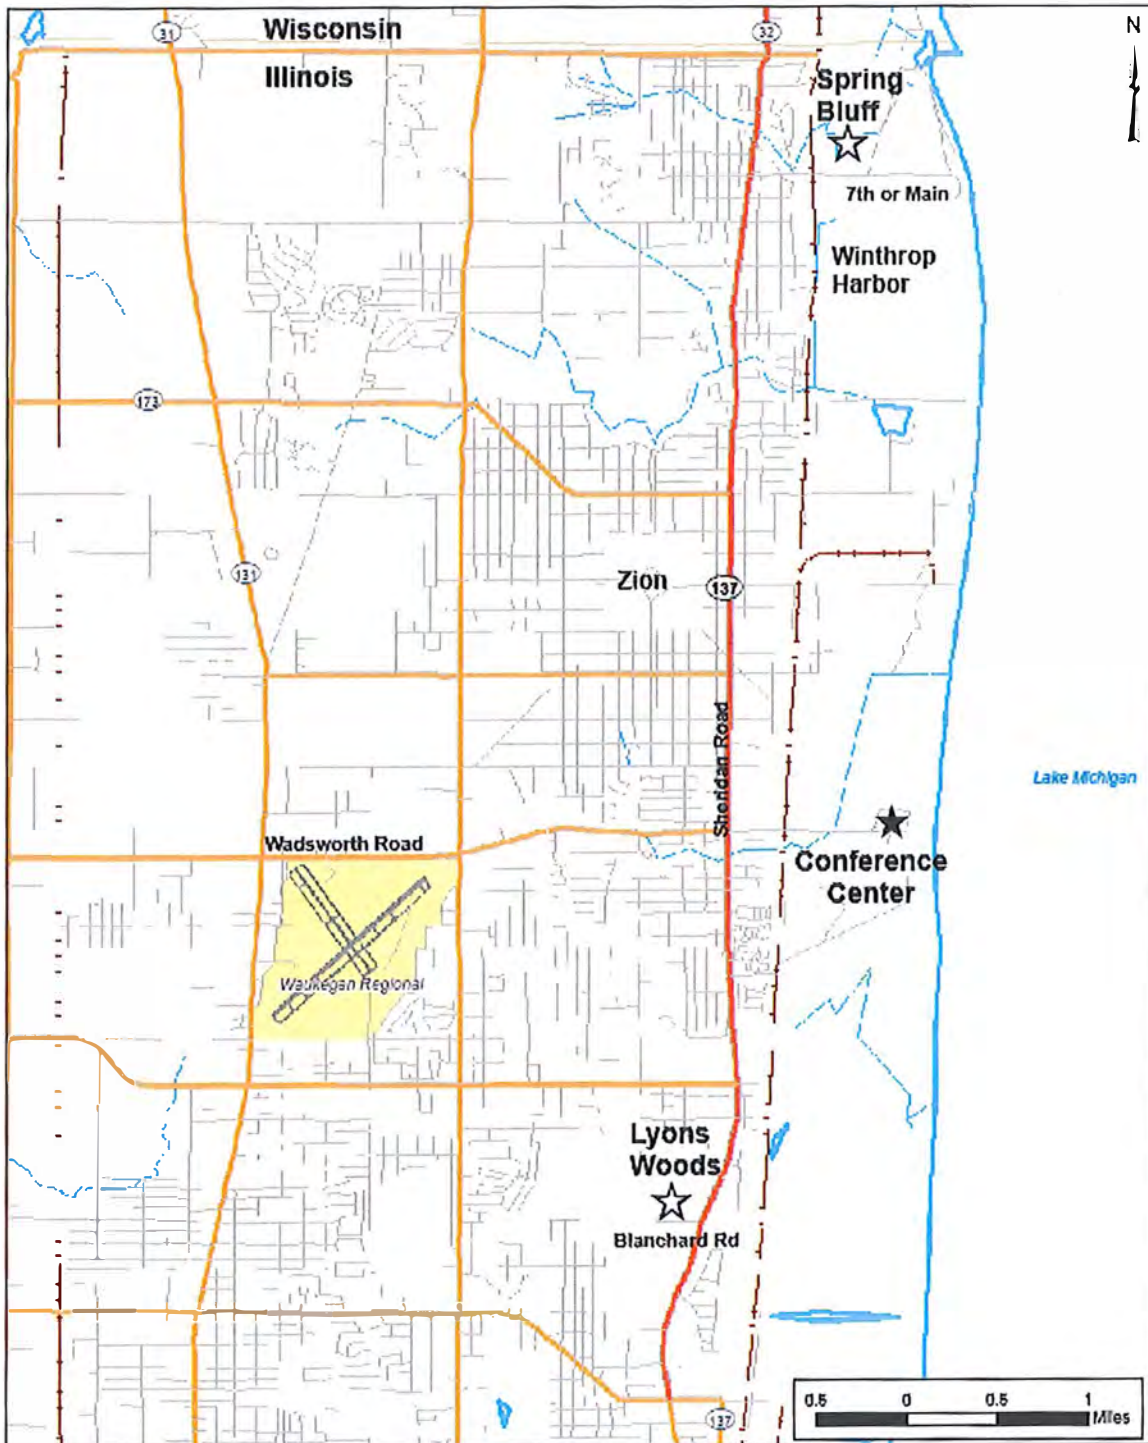 N
31
Wisconsin
32
Illinois
Spring
Bluff
7th or Main
Winthrop
Harbor
173
131
Zion
137
Sheridan Road
Lake Michigan
Wadsworth Road
Conference
Center
Waukegan Regional
Lyons
Woods
Blanchard Rd
0.5 0 0.5 1
Miles
137